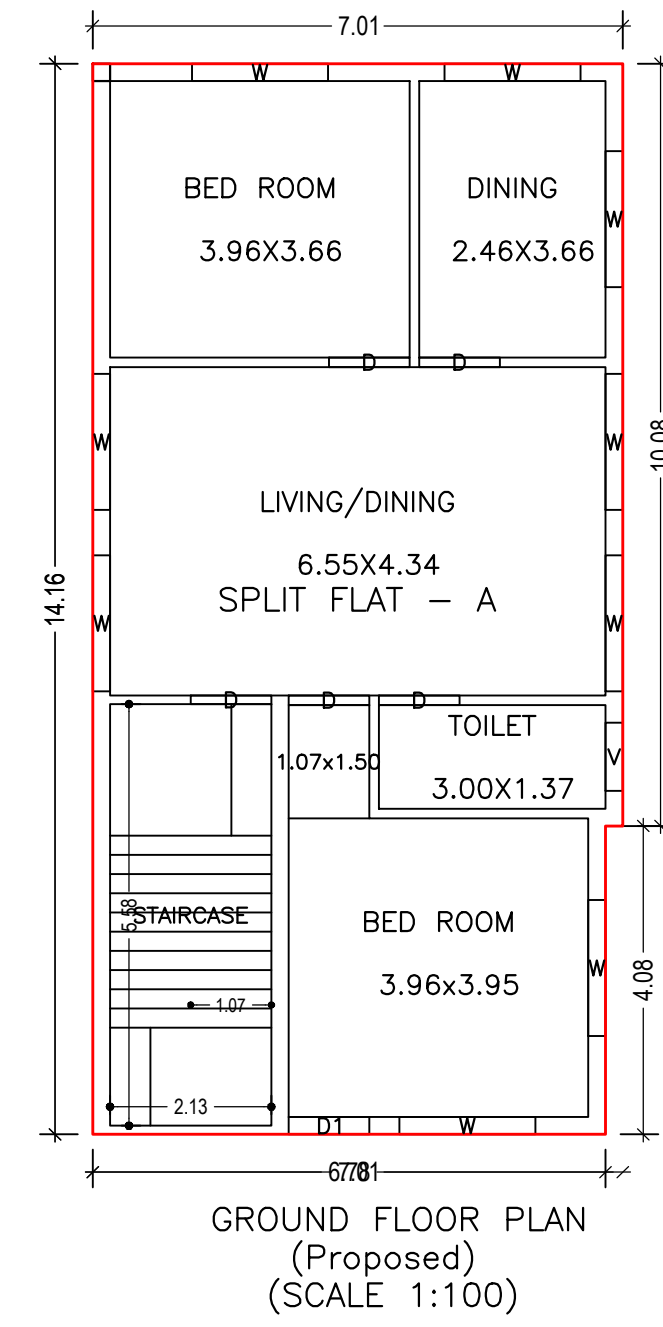 7.01
W W
BED ROOM DINING
3.96X3.66 2.46X3.66
W
D D
10.08
W W
LIVING/DINING
6.55X4.34
SPLIT FLAT - A
14.16
W W
D D D
TOILET
1.07x1.50
3.00X1.37
V
5.58
STAIRCASE
BED ROOM
3.96x3.95
W
4.08
1.07
2.13
D1 W
GROUND FLOOR PLAN
(Proposed)
(SCALE 1:100)